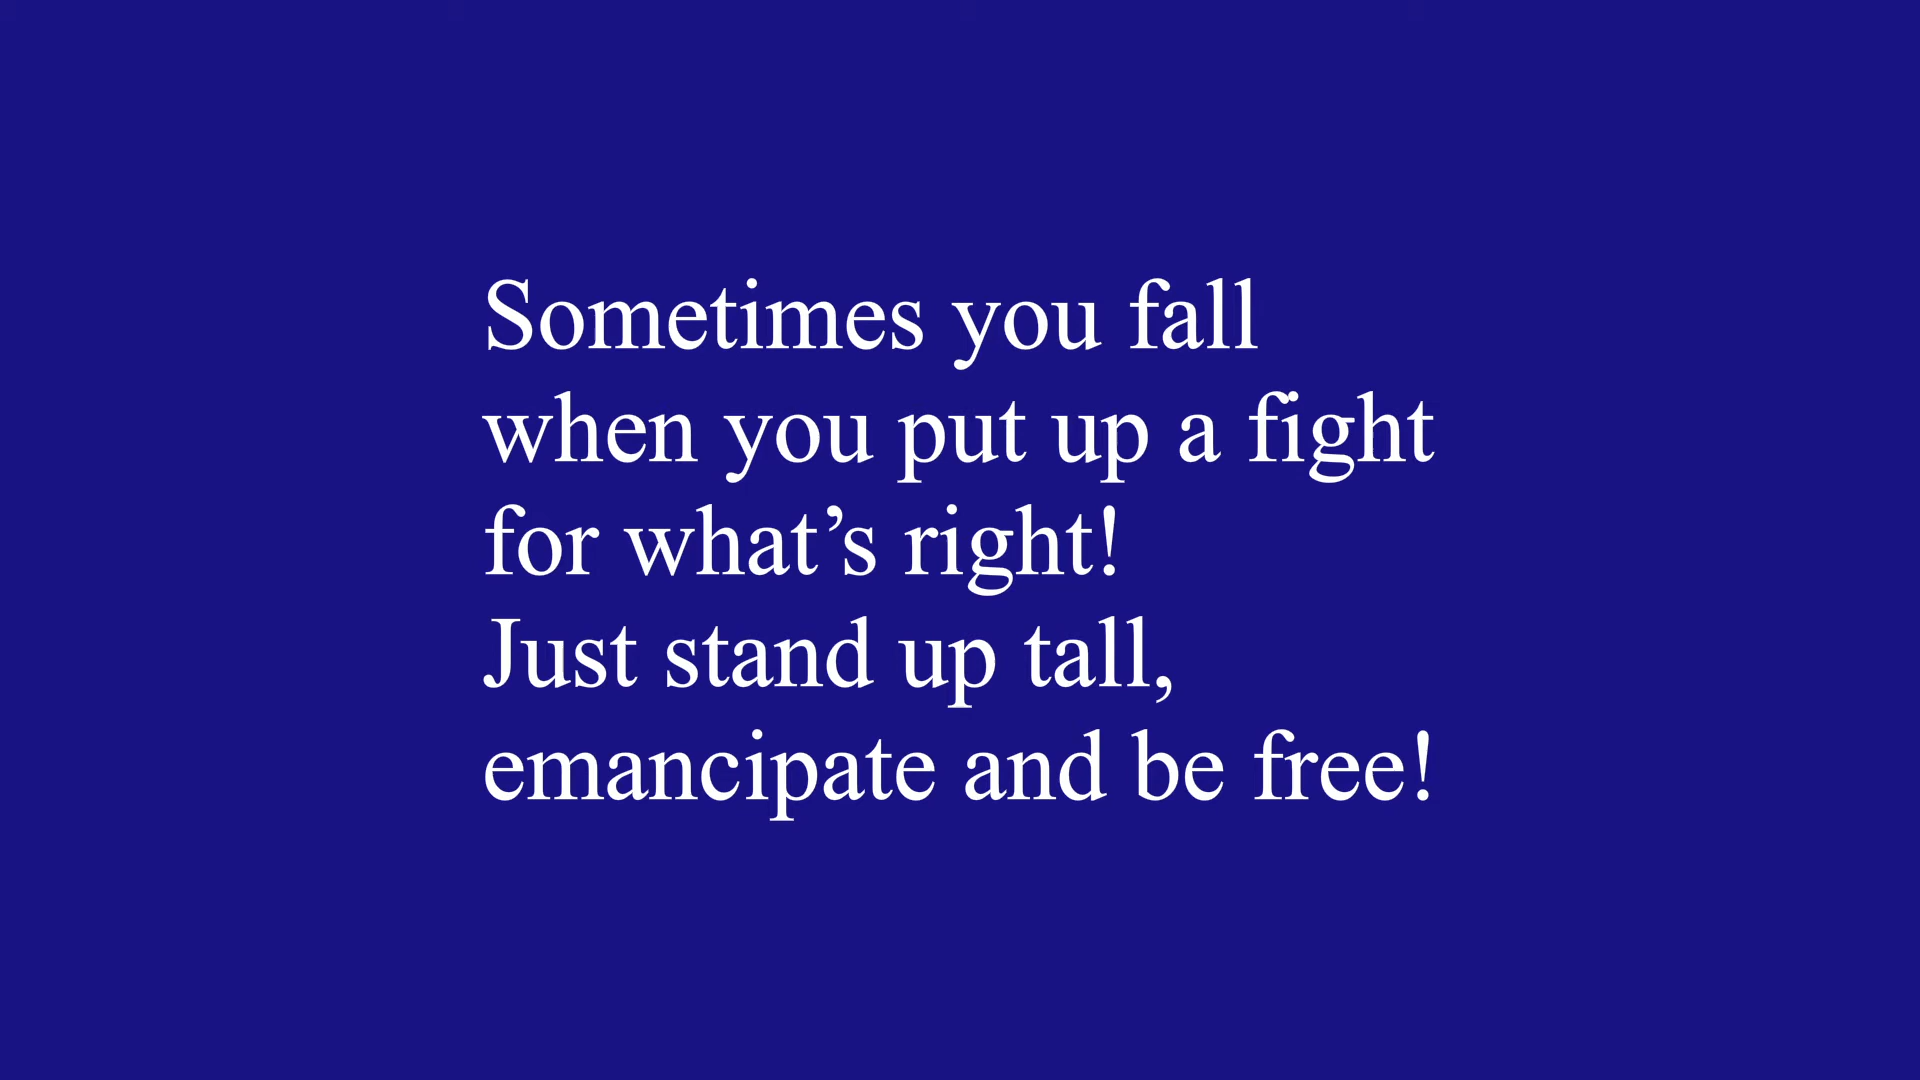 Sometimes you fall
when you put up a fight
for what’s right!
Just stand up tall,
emancipate and be free!